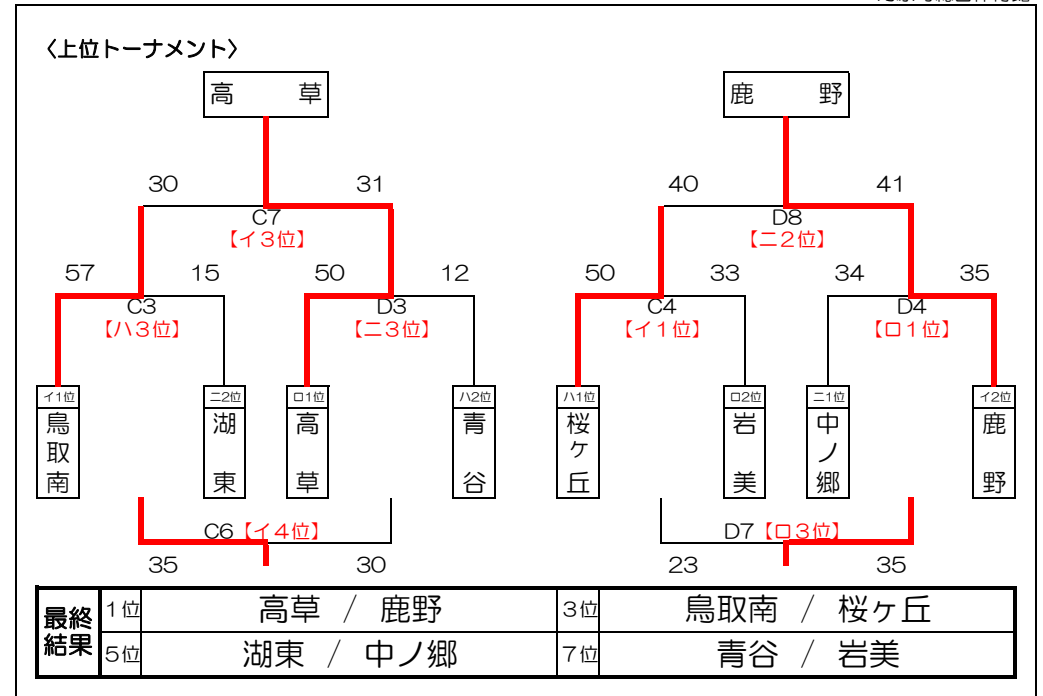 〈上位トーナメント〉
高 草
鹿 野
30 31 40 41
C7 D8
【イ3位】 【ニ2位】
57 15 50 12 50 33 34 35
C3 D3 C4 D4
【ハ3位】 【ニ3位】 【イ1位】 【ロ1位】
イ1位 ニ2位 ロ1位 ハ2位 ハ1位 ロ2位 ニ1位 イ2位
鳥取南 湖東 高草 青谷 桜ヶ丘 岩美 中ノ郷 鹿野
C6【イ4位】 D7【ロ3位】
35 30 23 35
最終結果
1位 高草 / 鹿野 3位 鳥取南 / 桜ヶ丘
5位 湖東 / 中ノ郷 7位 青谷 / 岩美